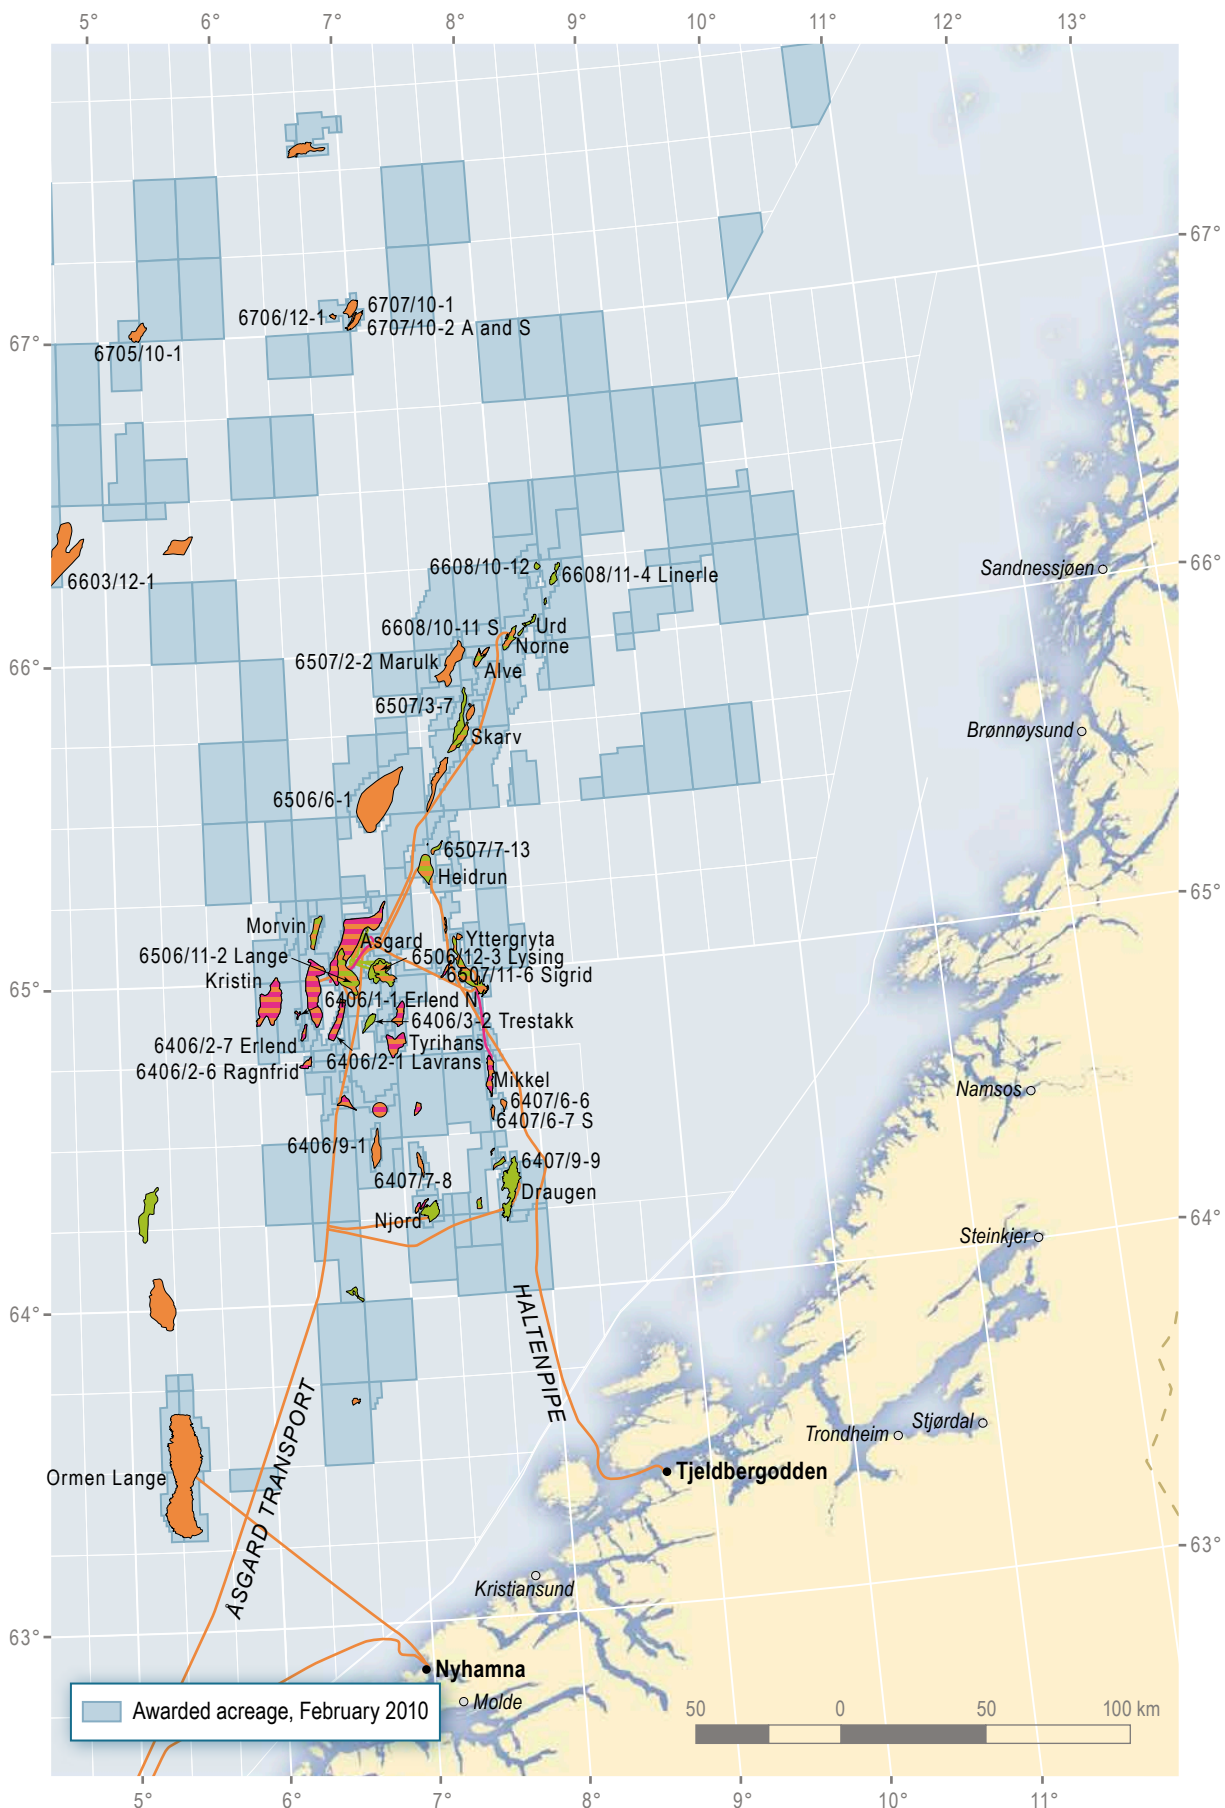 5° 6° 7° 8° 9° 10° 11° 12° 13°
67°
6707/10-1
6706/12-1
6707/10-2 A and S
67°
6705/10-1
6608/10-12
66°
Sandnessjøen
6608/11-4 Linerle
6603/12-1
6608/10-11 S
Urd
Norne
6507/2-2 Marulk
66°
Alve
6507/3-7
Brønnøysund
Skarv
6506/6-1
6507/7-13
Heidrun
65°
Morvin
Åsgard
Yttergryta
6506/11-2 Lange
6506/12-3 Lysing
Kristin
6507/11-6 Sigrid
65°
6406/1-1 Erlend N
6406/3-2 Trestakk
6406/2-7 Erlend
Tyrihans
6406/2-1 Lavrans
6406/2-6 Ragnfrid
Mikkel
Namsos
6407/6-6
6407/6-7 S
6406/9-1
6407/9-9
6407/7-8
Draugen
Njord
64°
Steinkjer
64°
HALTENPIPE
ÅSGARD TRANSPORT
Stjørdal
Trondheim
Ormen Lange
Tjeldbergodden
63°
Kristiansund
63°
Nyhamna
Molde
Awarded acreage, February 2010
50 0 50 100 km
5° 6° 7° 8° 9° 10° 11°